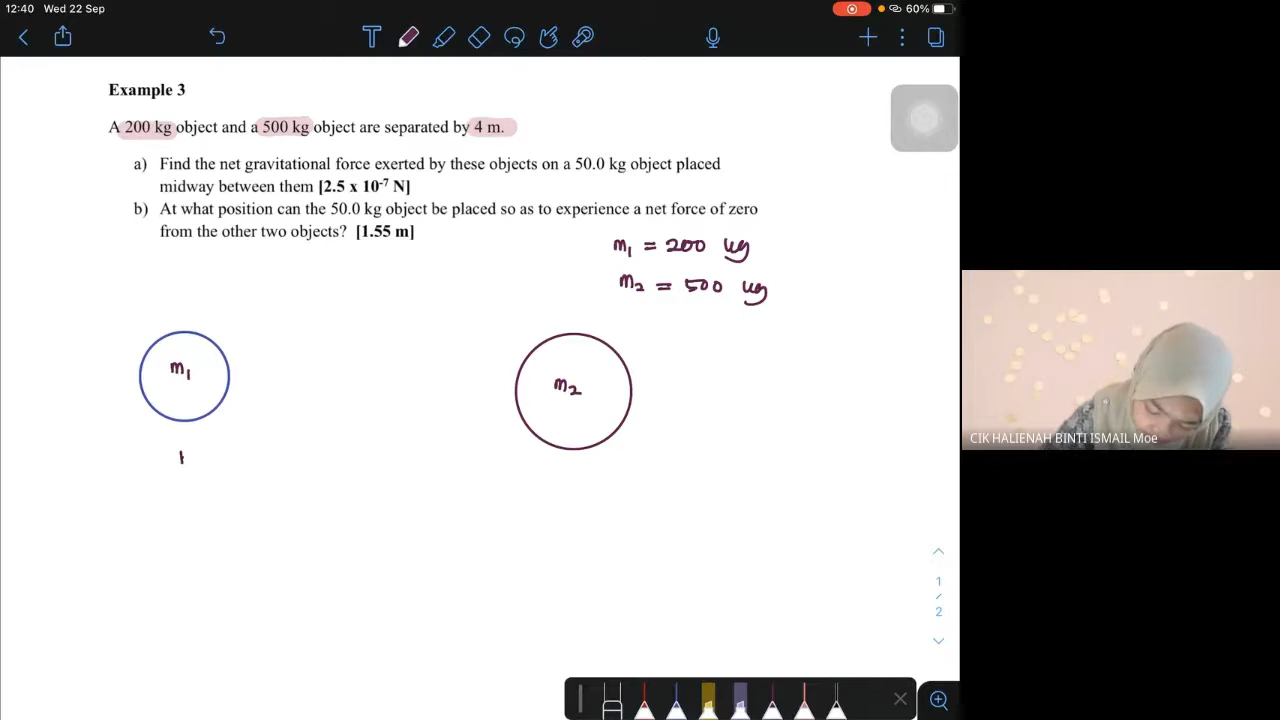 12:40 Wed 22 Sep
60%
T
Example 3
A 200 kg object and a 500 kg object are separated by 4 m.
a) Find the net gravitational force exerted by these objects on a 50.0 kg object placed
midway between them [2.5 x 10⁻⁷ N]
b) At what position can the 50.0 kg object be placed so as to experience a net force of zero
from the other two objects? [1.55 m]
m₁ = 200 kg
m₂ = 500 kg
m₁
m₂
1
/
2
CIK HALIENAH BINTI ISMAIL Moe